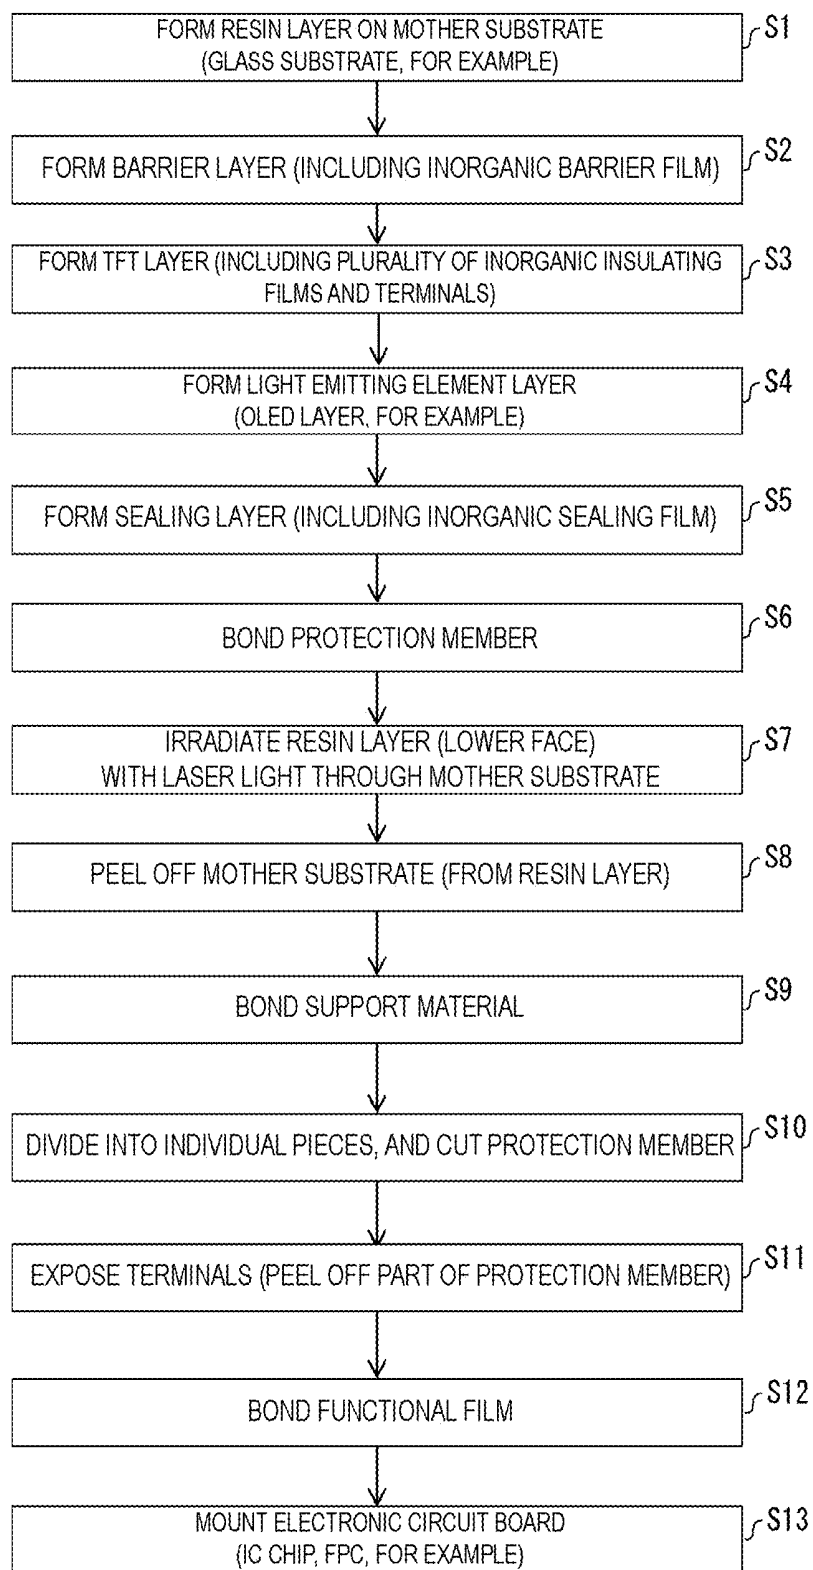 FORM RESIN LAYER ON MOTHER SUBSTRATE
(GLASS SUBSTRATE, FOR EXAMPLE)
S1
FORM BARRIER LAYER (INCLUDING INORGANIC BARRIER FILM)
S2
FORM TFT LAYER (INCLUDING PLURALITY OF INORGANIC INSULATING
FILMS AND TERMINALS)
S3
FORM LIGHT EMITTING ELEMENT LAYER
(OLED LAYER, FOR EXAMPLE)
S4
FORM SEALING LAYER (INCLUDING INORGANIC SEALING FILM)
S5
BOND PROTECTION MEMBER
S6
IRRADIATE RESIN LAYER (LOWER FACE)
WITH LASER LIGHT THROUGH MOTHER SUBSTRATE
S7
PEEL OFF MOTHER SUBSTRATE (FROM RESIN LAYER)
S8
BOND SUPPORT MATERIAL
S9
DIVIDE INTO INDIVIDUAL PIECES, AND CUT PROTECTION MEMBER
S10
EXPOSE TERMINALS (PEEL OFF PART OF PROTECTION MEMBER)
S11
BOND FUNCTIONAL FILM
S12
MOUNT ELECTRONIC CIRCUIT BOARD
(IC CHIP, FPC, FOR EXAMPLE)
S13